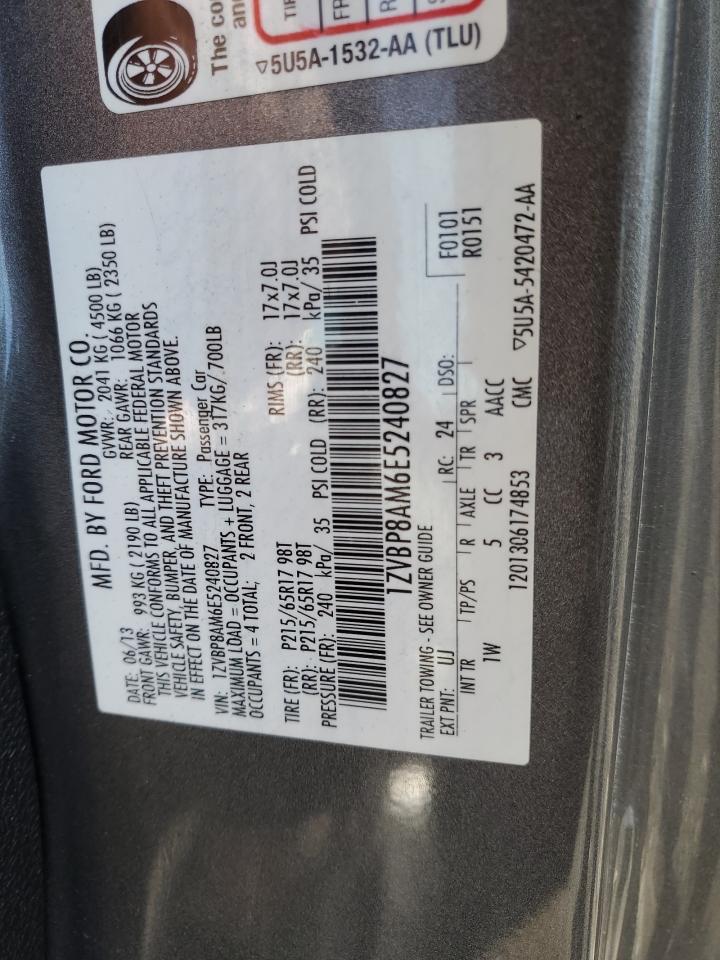 The co
an
TIR
FR
R
▽5U5A-1532-AA (TLU)
MFD. BY FORD MOTOR CO.
DATE: 06/13 GVWR: 2041 KG ( 4500 LB)
FRONT GAWR: 993 KG ( 2190 LB) REAR GAWR: 1066 KG ( 2350 LB)
THIS VEHICLE CONFORMS TO ALL APPLICABLE FEDERAL MOTOR
VEHICLE SAFETY, BUMPER, AND THEFT PREVENTION STANDARDS
IN EFFECT ON THE DATE OF MANUFACTURE SHOWN ABOVE.
VIN: 1ZVBP8AM6E5240827 TYPE: Passenger Car
MAXIMUM LOAD = OCCUPANTS + LUGGAGE = 317KG/ 700LB
OCCUPANTS = 4 TOTAL; 2 FRONT, 2 REAR
TIRE (FR): P215/65R17 98T RIMS (FR): 17x7.0J
(RR): P215/65R17 98T (RR): 17x7.0J
PRESSURE (FR): 240 kPa/ 35 PSI COLD (RR): 240 kPa/ 35 PSI COLD
1ZVBP8AM6E5240827
TRAILER TOWING - SEE OWNER GUIDE
EXT PNT: UJ RC: 24 DSO: F0101
R0151
INT TR TP/PS R AXLE TR SPR
1W 5 CC 3 AACC
1201306174853 CMC ▽5U5A-5420472-AA